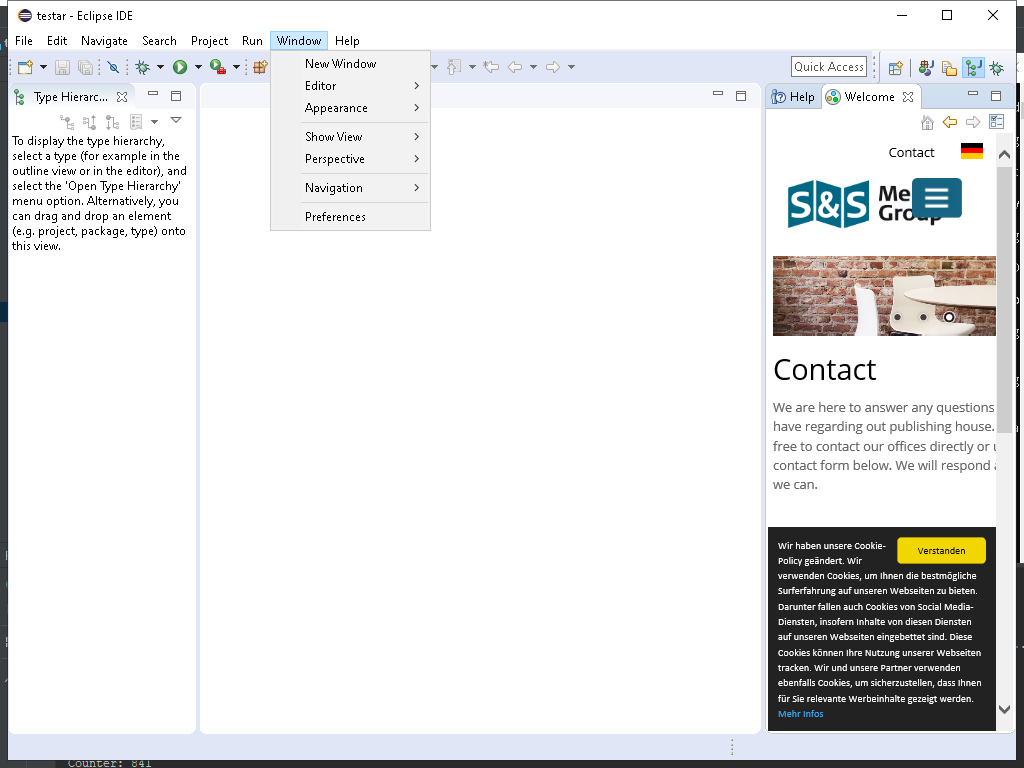 testar - Eclipse IDE
File Edit Navigate Search Project Run Window Help
New Window
Editor
Appearance
Show View
Perspective
Navigation
Preferences
Quick Access
Type Hierarc...
To display the type hierarchy,
select a type (for example in the
outline view or in the editor), and
select the 'Open Type Hierarchy'
menu option. Alternatively, you
can drag and drop an element
(e.g. project, package, type) onto
this view.
Help Welcome
Contact
S&S Me
Group
Contact
We are here to answer any questions
have regarding out publishing house.
free to contact our offices directly or
contact form below. We will respond
we can.
Wir haben unsere Cookie-
Policy geändert. Wir
verwenden Cookies, um Ihnen die bestmögliche
Surferfahrung auf unseren Webseiten zu bieten.
Darunter fallen auch Cookies von Social Media-
Diensten, insofern Inhalte von diesen Diensten
auf unseren Webseiten eingebettet sind. Diese
Cookies können Ihre Nutzung unserer Webseiten
tracken. Wir und unsere Partner verwenden
ebenfalls Cookies, um sicherzustellen, dass Ihnen
für Sie relevante Werbeinhalte gezeigt werden.
Mehr Infos
Verstanden
Counter: 841